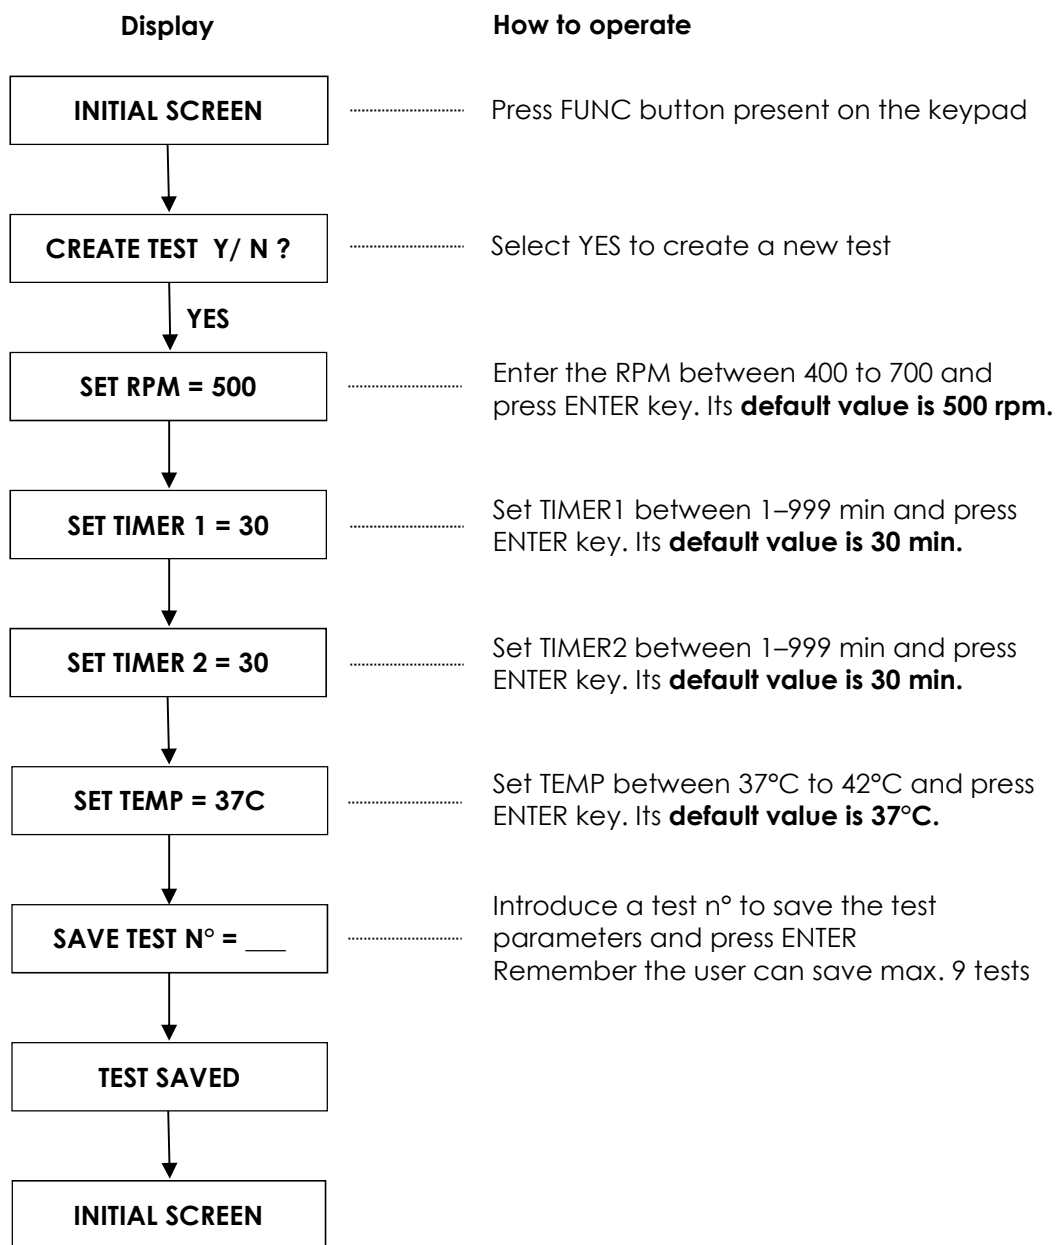 Display How to operate
INITIAL SCREEN Press FUNC button present on the keypad
CREATE TEST Y/ N ? Select YES to create a new test
YES
SET RPM = 500
Enter the RPM between 400 to 700 and
press ENTER key. Its default value is 500 rpm.
SET TIMER 1 = 30
Set TIMER1 between 1–999 min and press
ENTER key. Its default value is 30 min.
SET TIMER 2 = 30
Set TIMER2 between 1–999 min and press
ENTER key. Its default value is 30 min.
SET TEMP = 37C
Set TEMP between 37°C to 42°C and press
ENTER key. Its default value is 37°C.
SAVE TEST N° = ___
Introduce a test n° to save the test
parameters and press ENTER
Remember the user can save max. 9 tests
TEST SAVED
INITIAL SCREEN